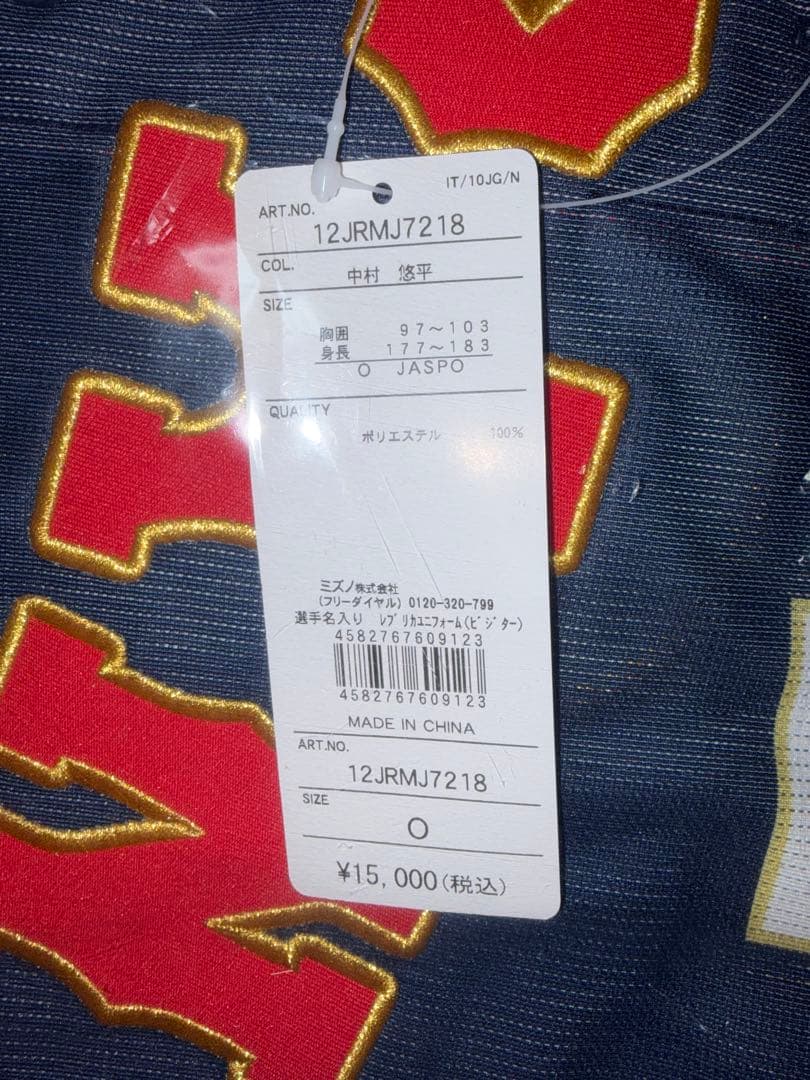 IT/10JG/N
ART.NO.
12JRMJ7218
COL.
中村 悠平
SIZE
胸囲 97~103
身長 177~183
O JASPO
QUALITY
ポリエステル 100%
ミズノ株式会社
(フリーダイヤル) 0120-320-799
選手名入り レプリカユニフォーム(ビジター)
4582767609123
4582767609123
MADE IN CHINA
ART.NO.
12JRMJ7218
SIZE
O
¥15,000(税込)